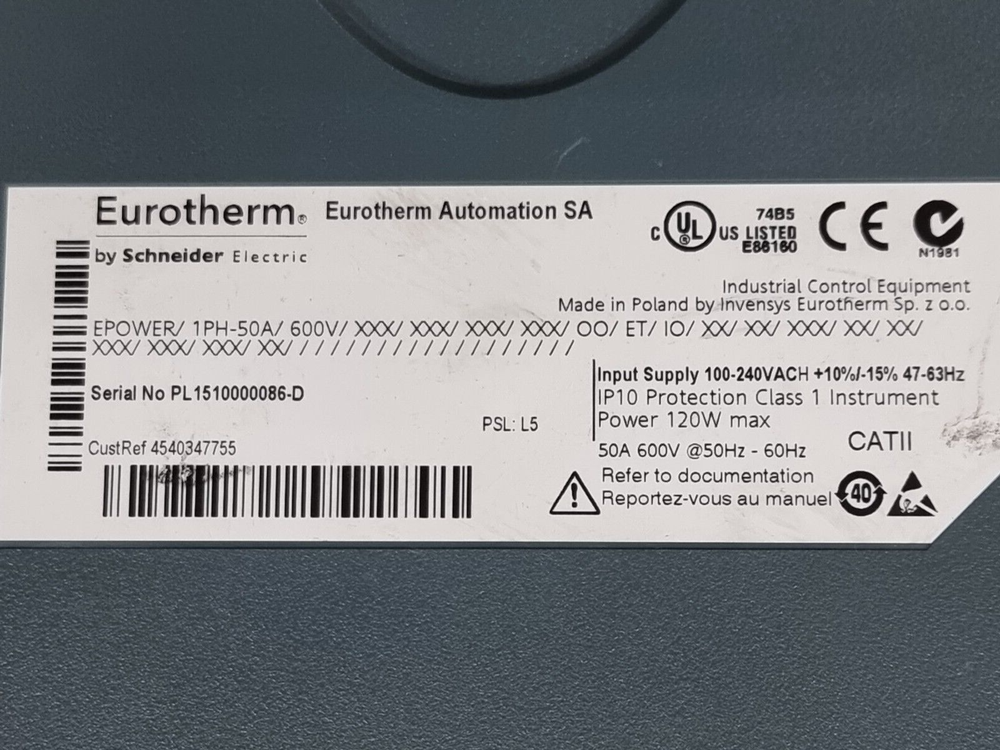 Eurotherm® Eurotherm Automation SA
by Schneider Electric
C UL ® US LISTED
74B5
E86160
CE
N1981
Industrial Control Equipment
Made in Poland by Invensys Eurotherm Sp. z o.o.
EPOWER/ 1PH-50A/ 600V/ XXX/ XXX/ XXX/ XXX/ OO/ ET/ IO/ XX/ XX/ XXX/ XX/ XX/
XXX/ XXX/ XXX/ XX/ / / / / / / / / / / / / / / / / / /
Serial No PL1510000086-D
PSL: L5
CustRef 4540347755
Input Supply 100-240VACH +10%/-15% 47-63Hz
IP10 Protection Class 1 Instrument
Power 120W max
50A 600V @50Hz - 60Hz
CATII
Refer to documentation
Reportez-vous au manuel
40